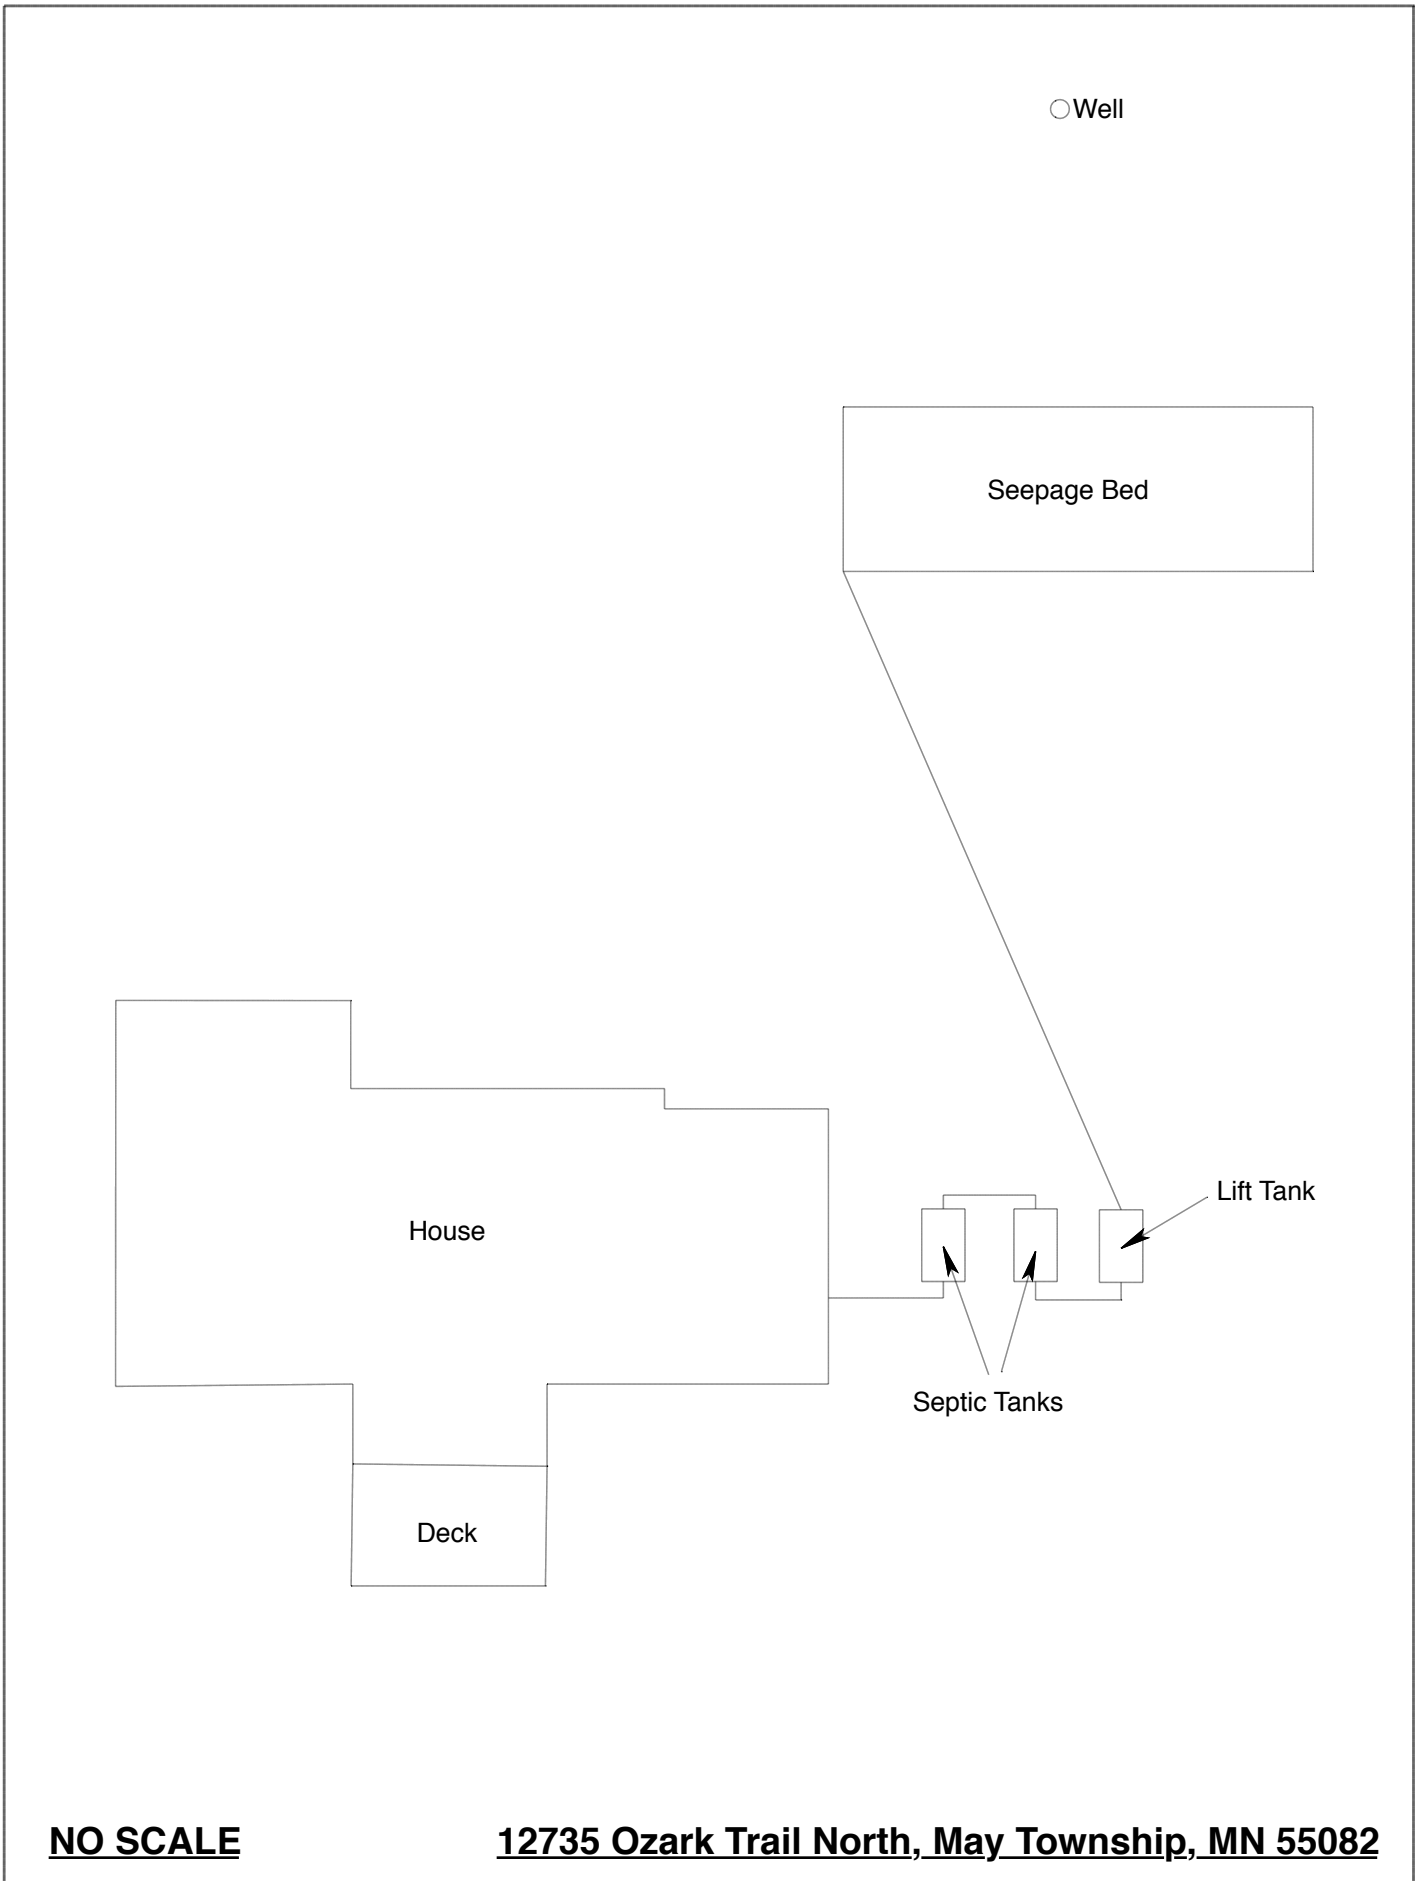 Well
Seepage Bed
Lift Tank
House
Septic Tanks
Deck
NO SCALE
12735 Ozark Trail North, May Township, MN 55082